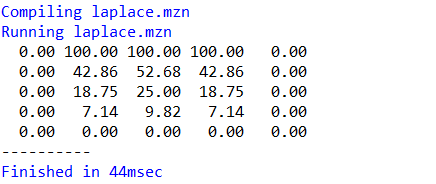 Compiling laplace.mzn
Running laplace.mzn
0.00 100.00 100.00 100.00 0.00
0.00 42.86 52.68 42.86 0.00
0.00 18.75 25.00 18.75 0.00
0.00 7.14 9.82 7.14 0.00
0.00 0.00 0.00 0.00 0.00
----------
Finished in 44msec